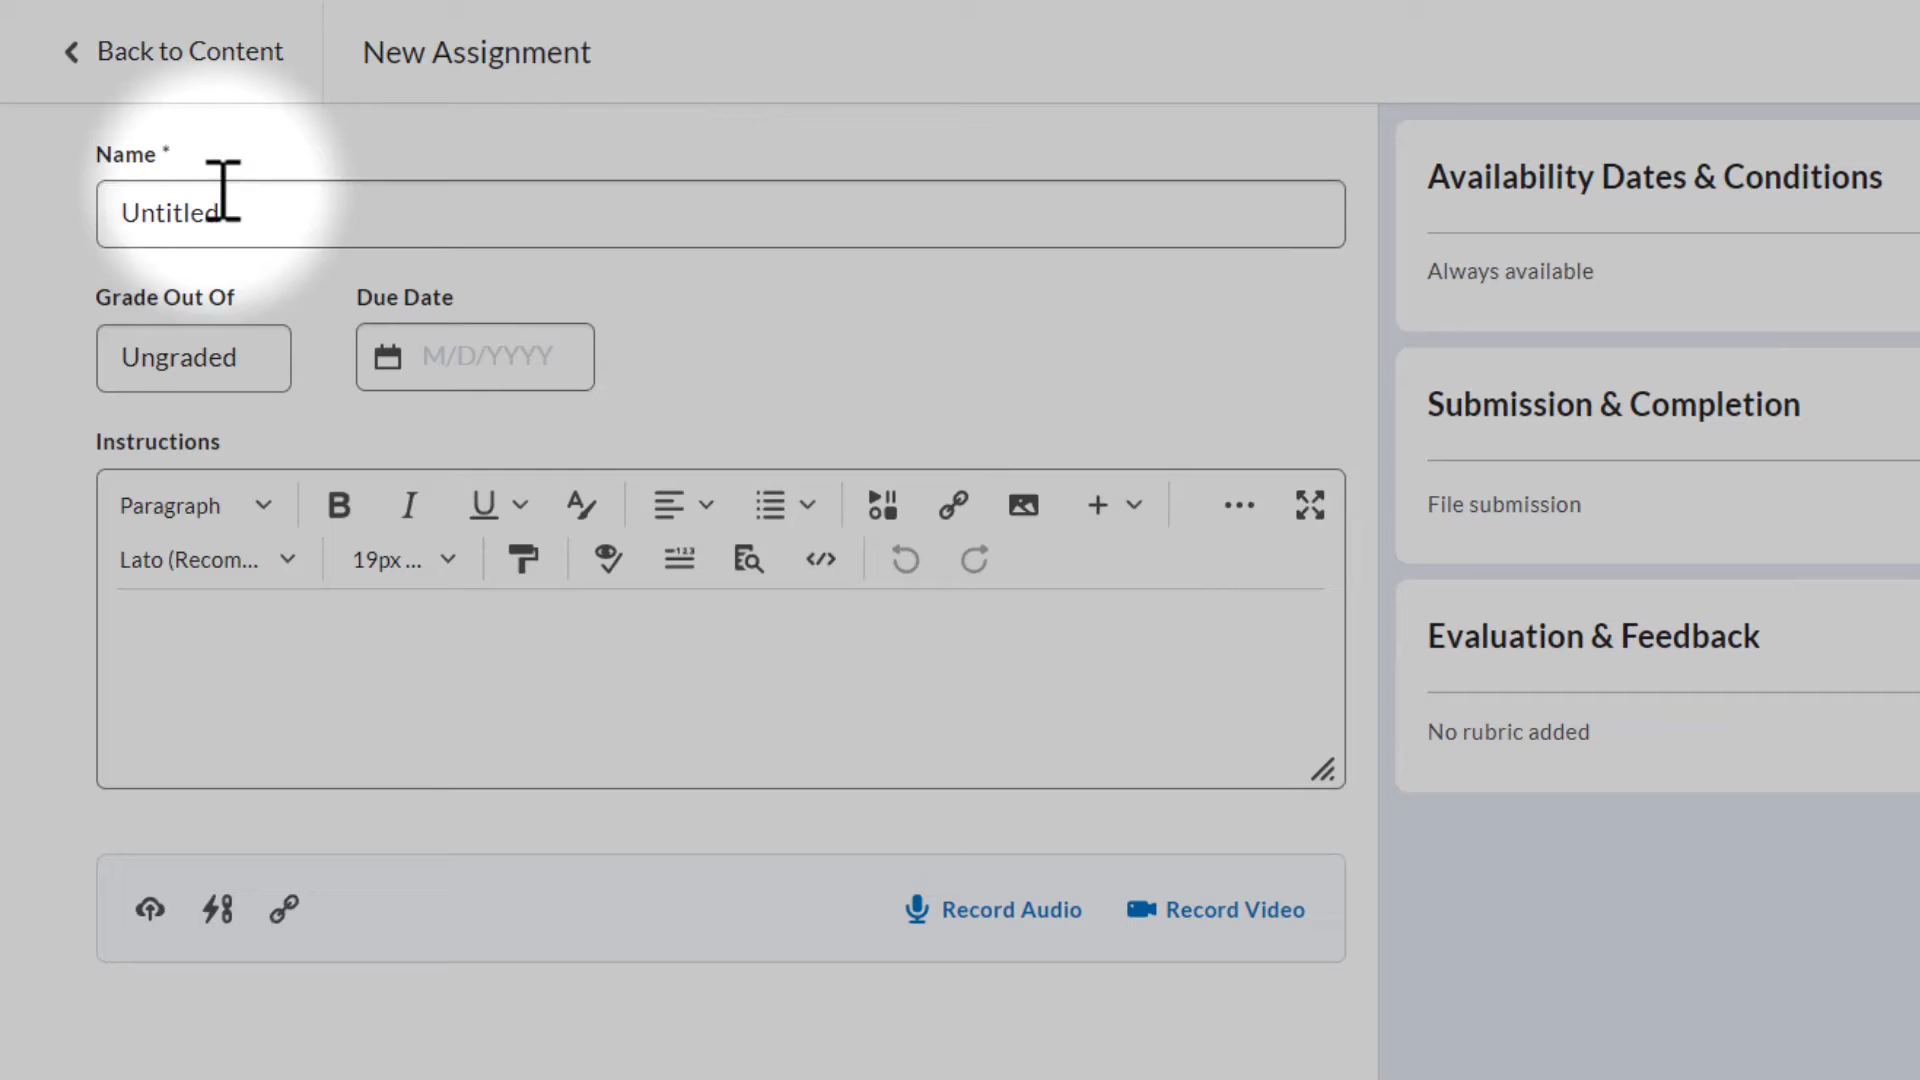 Back to Content
New Assignment
Name *
Untitled
Grade Out Of
Due Date
Ungraded
M/D/YYYY
Instructions
Paragraph
Lato (Recom...
19px ...
Record Audio
Record Video
Availability Dates & Conditions
Always available
Submission & Completion
File submission
Evaluation & Feedback
No rubric added